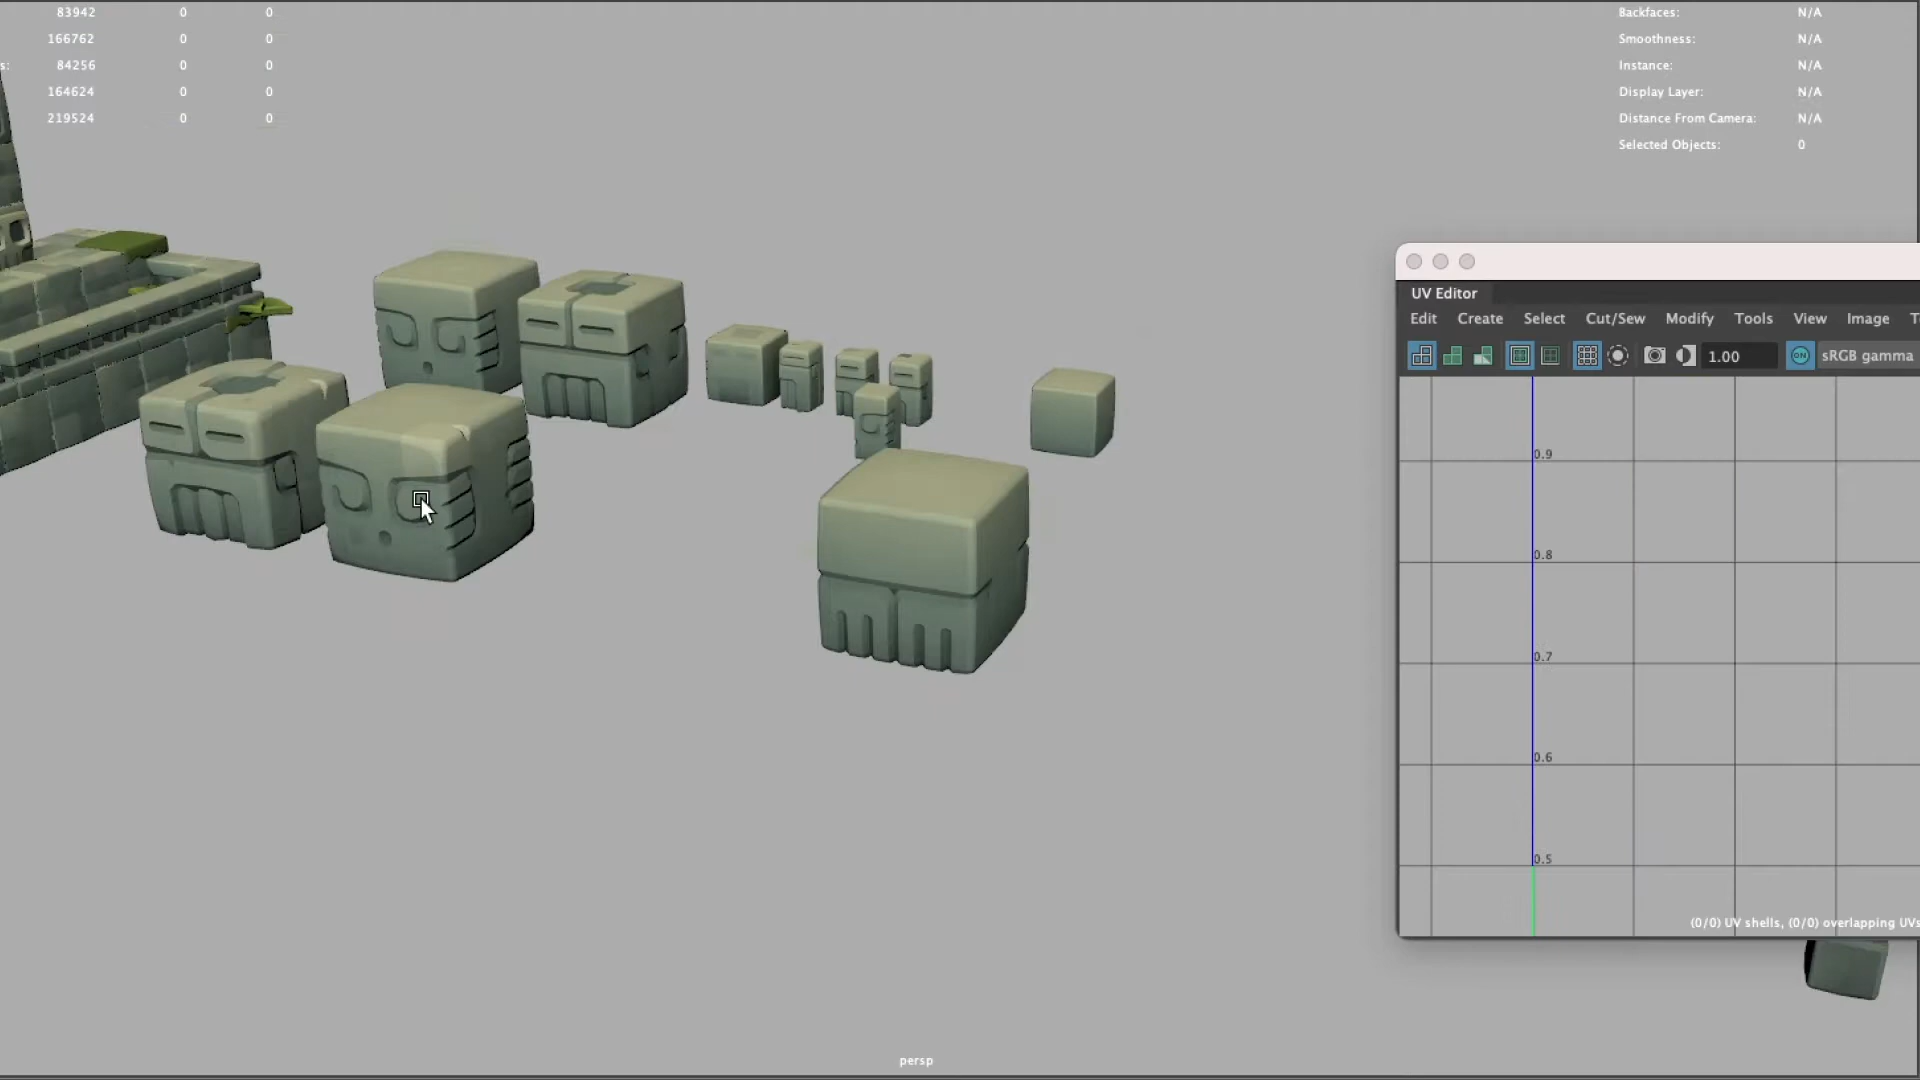 83942 0 0
166762 0 0
s: 84256 0 0
164624 0 0
219524 0 0
Backfaces: N/A
Smoothness: N/A
Instance: N/A
Display Layer: N/A
Distance From Camera: N/A
Selected Objects: 0
UV Editor
Edit Create Select Cut/Sew Modify Tools View Image T
1.00 ON sRGB gamma
0.9
0.8
0.7
0.6
0.5
(0/0) UV shells, (0/0) overlapping UVs
persp